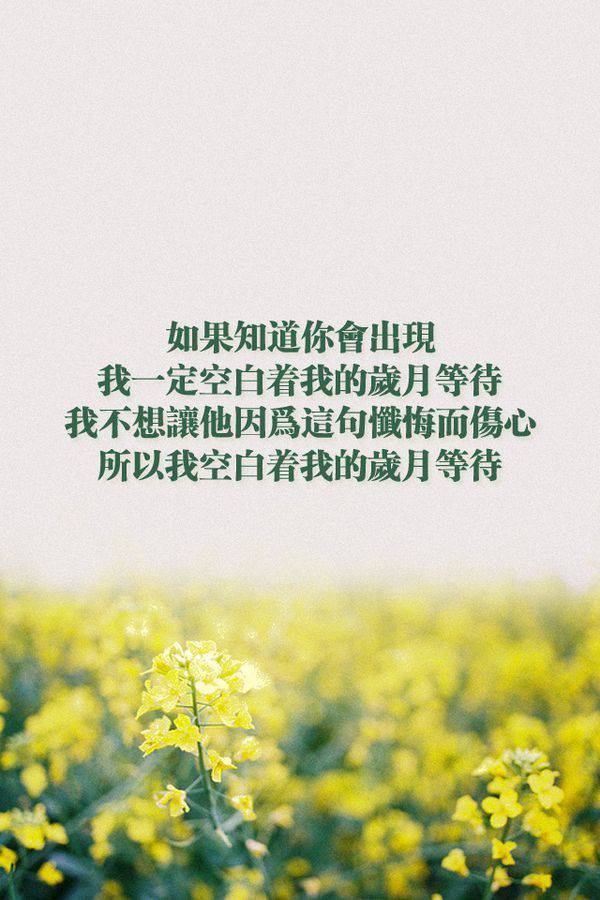 如果知道你會出現
我一定空白着我的歲月等待
我不想讓他因爲這句懺悔而傷心
所以我空白着我的歲月等待